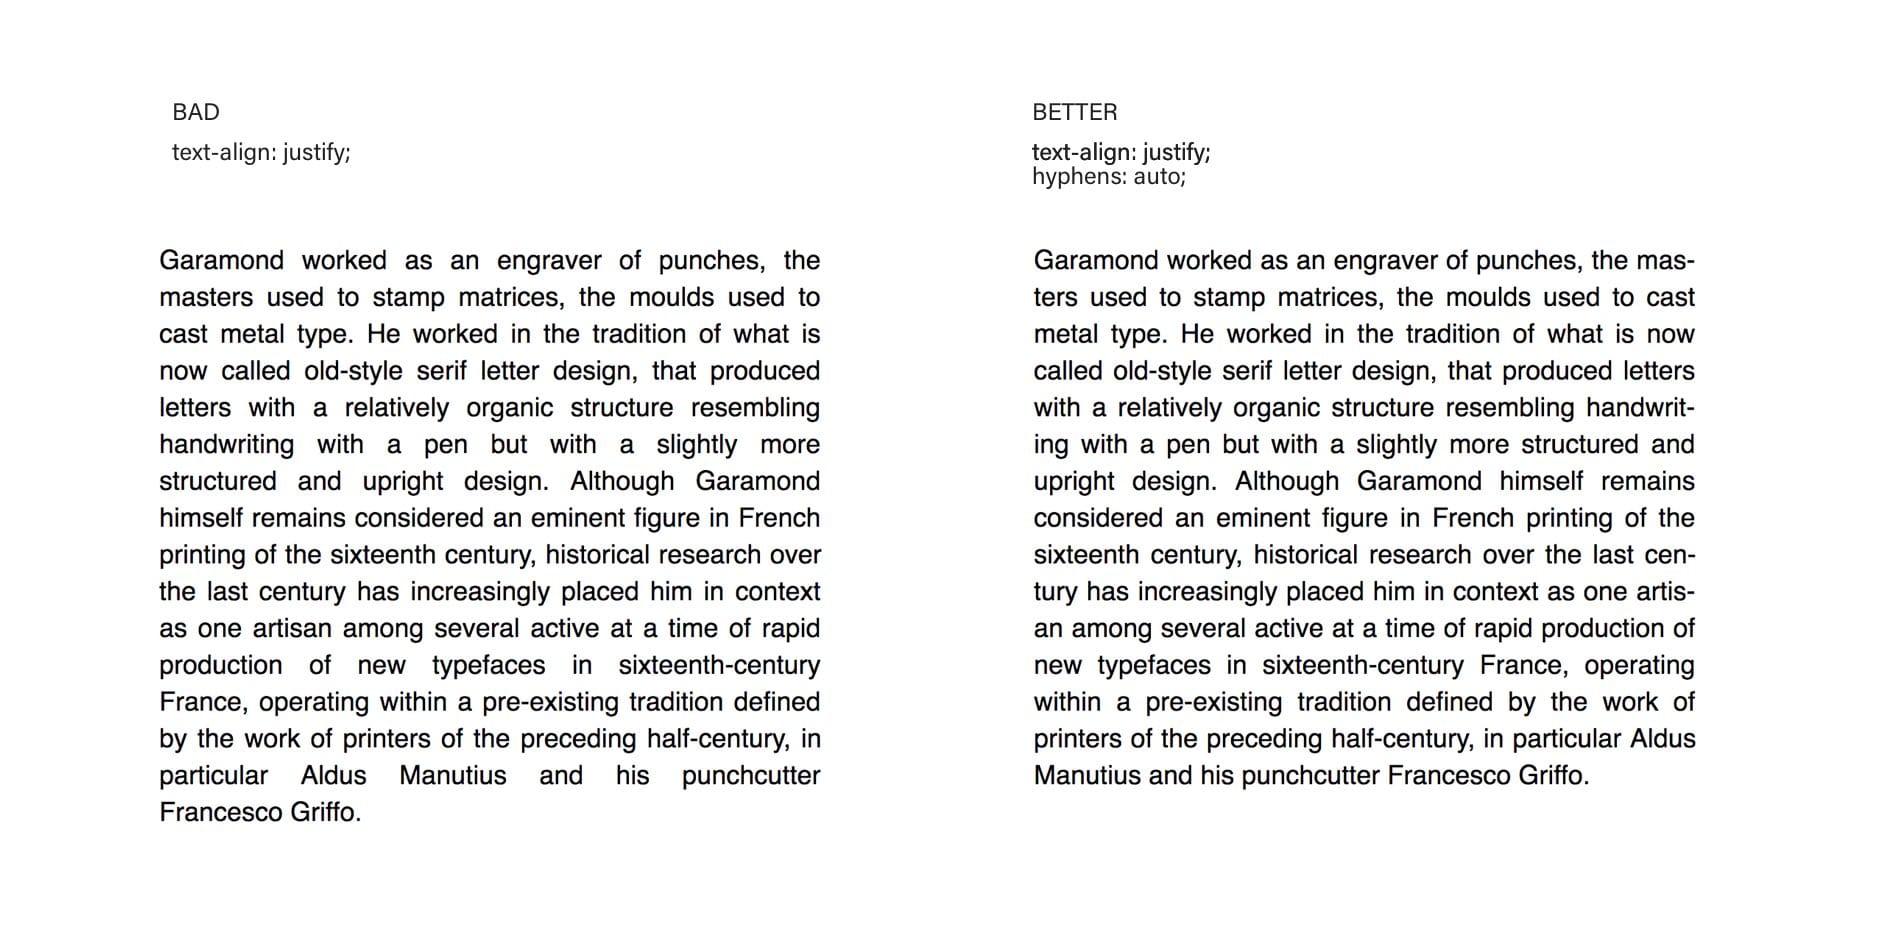 BAD
text-align: justify;
Garamond worked as an engraver of punches, the
masters used to stamp matrices, the moulds used to
cast metal type. He worked in the tradition of what is
now called old-style serif letter design, that produced
letters with a relatively organic structure resembling
handwriting with a pen but with a slightly more
structured and upright design. Although Garamond
himself remains considered an eminent figure in French
printing of the sixteenth century, historical research over
the last century has increasingly placed him in context
as one artisan among several active at a time of rapid
production of new typefaces in sixteenth-century
France, operating within a pre-existing tradition defined
by the work of printers of the preceding half-century, in
particular Aldus Manutius and his punchcutter
Francesco Griffo.
BETTER
text-align: justify;
hyphens: auto;
Garamond worked as an engraver of punches, the mas-
ters used to stamp matrices, the moulds used to cast
metal type. He worked in the tradition of what is now
called old-style serif letter design, that produced letters
with a relatively organic structure resembling handwrit-
ing with a pen but with a slightly more structured and
upright design. Although Garamond himself remains
considered an eminent figure in French printing of the
sixteenth century, historical research over the last cen-
tury has increasingly placed him in context as one artis-
an among several active at a time of rapid production of
new typefaces in sixteenth-century France, operating
within a pre-existing tradition defined by the work of
printers of the preceding half-century, in particular Aldus
Manutius and his punchcutter Francesco Griffo.